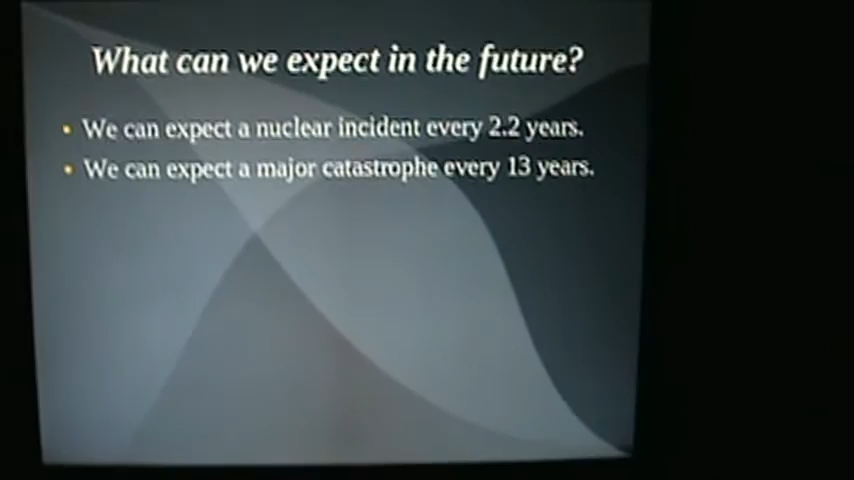 What can we expect in the future?
• We can expect a nuclear incident every 2.2 years.
• We can expect a major catastrophe every 13 years.